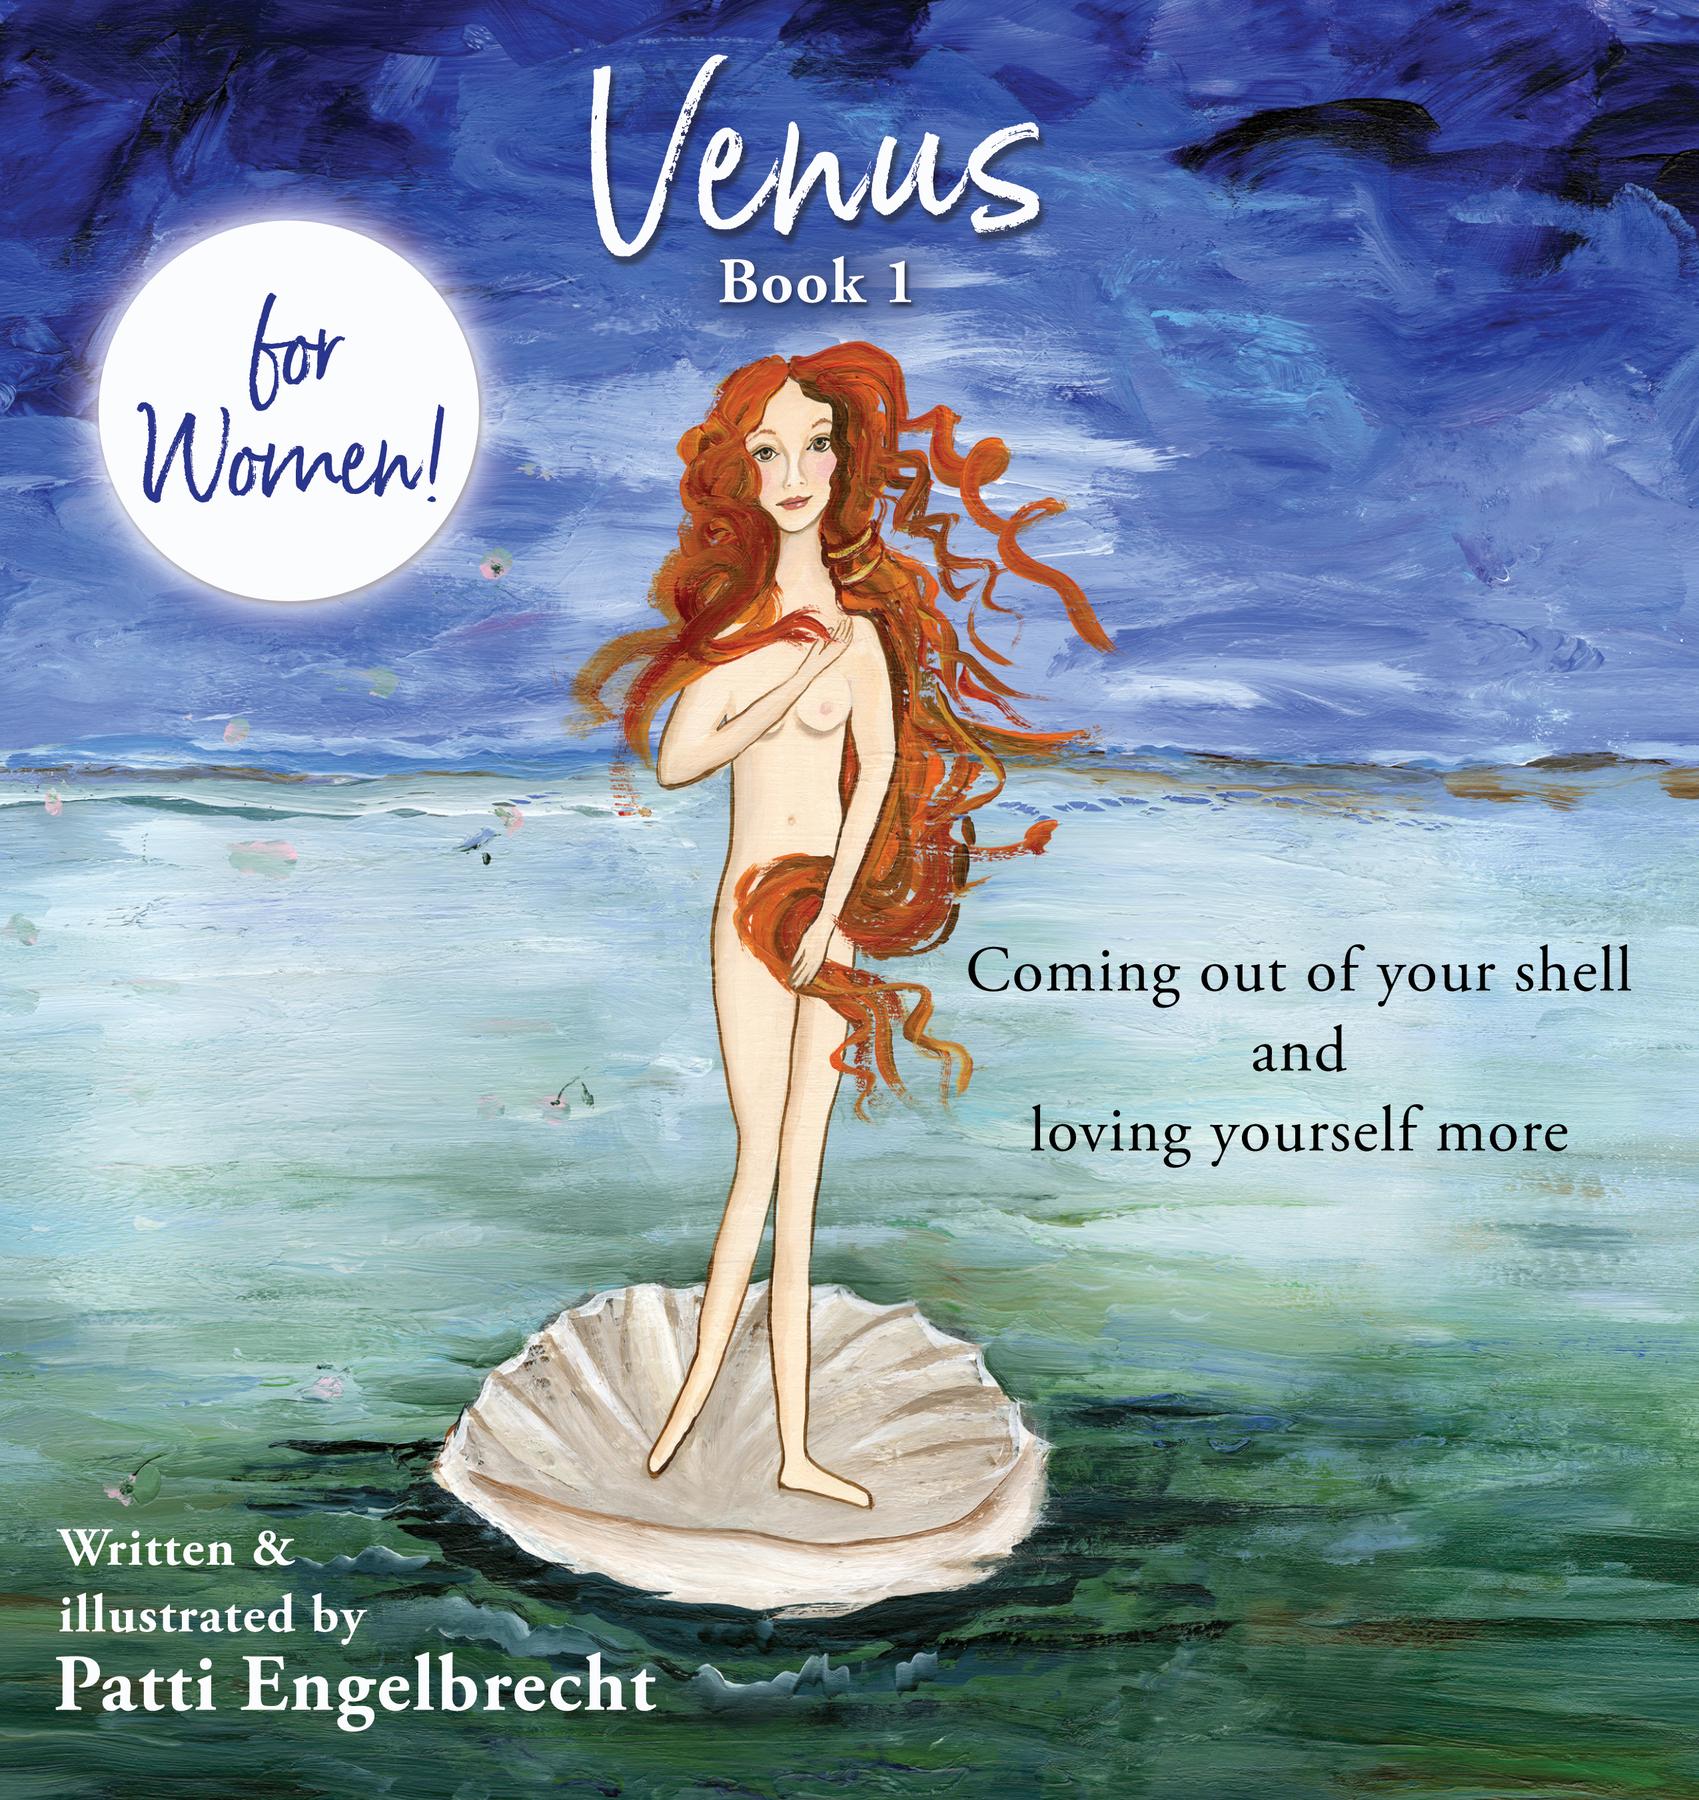 Venus
Book 1
for
Women!
Coming out of your shell
and
loving yourself more
Written &
illustrated by
Patti Engelbrecht